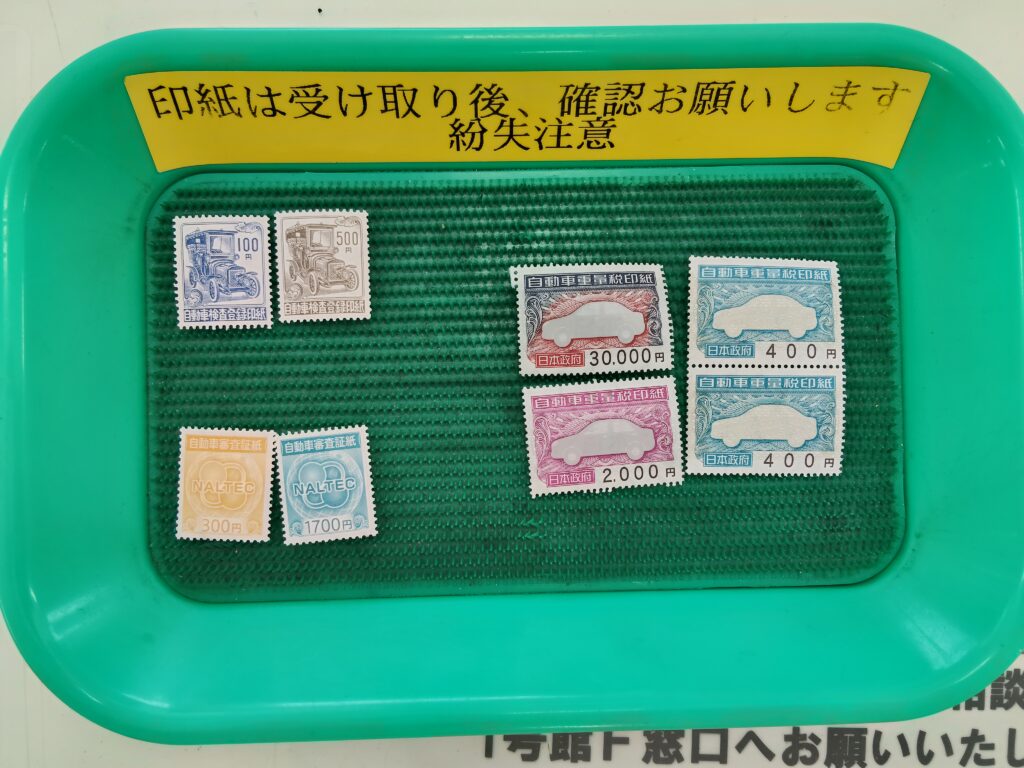 印紙は受け取り後、確認お願いします
紛失注意
100
円
自動車検査登録印紙
500
円
自動車検査登録印紙
自動車重量税印紙
日本政府 30.000円
自動車重量税印紙
日本政府 400円
自動車重量税印紙
日本政府 2.000円
自動車重量税印紙
日本政府 400円
自動車審査証紙
NALTEC
300円
自動車審査証紙
NALTEC
1700円
相談
1号館F窓口へお願いいたし